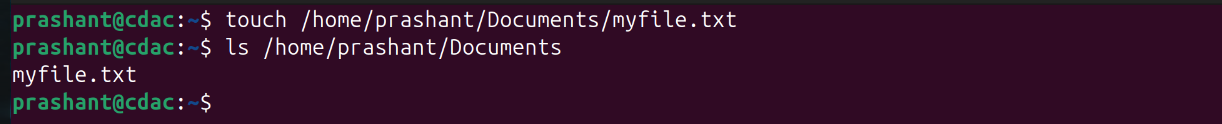 prashant@cdac:~$ touch /home/prashant/Documents/myfile.txt
prashant@cdac:~$ ls /home/prashant/Documents
myfile.txt
prashant@cdac:~$